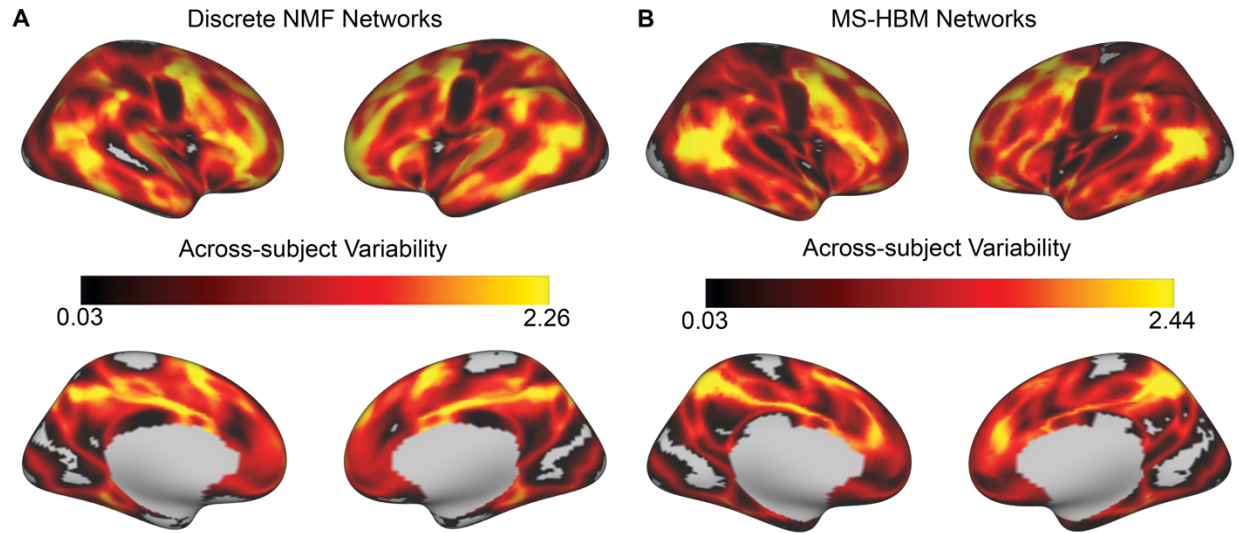 A Discrete NMF Networks
B MS-HBM Networks
Across-subject Variability
0.03 2.26
Across-subject Variability
0.03 2.44